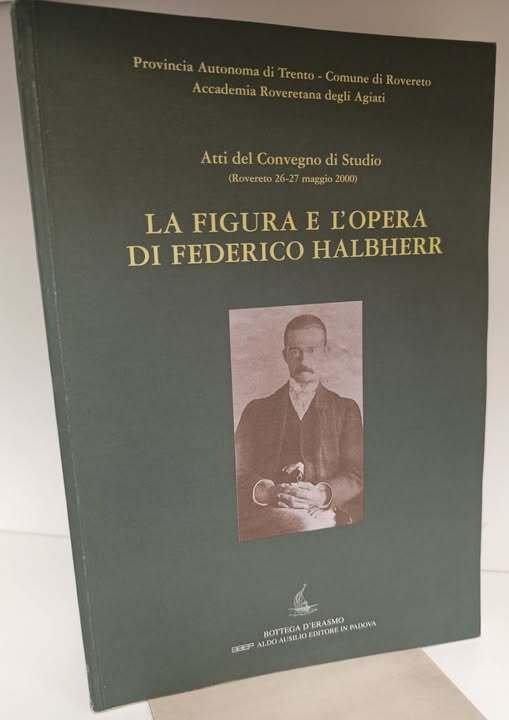 Provincia Autonoma di Trento - Comune di Rovereto
Accademia Roveretana degli Agiati
Atti del Convegno di Studio
(Rovereto 26-27 maggio 2000)
LA FIGURA E L'OPERA
DI FEDERICO HALBHERR
BOTTEGA D'ERASMO
ALDO AUSILIO EDITORE IN PADOVA